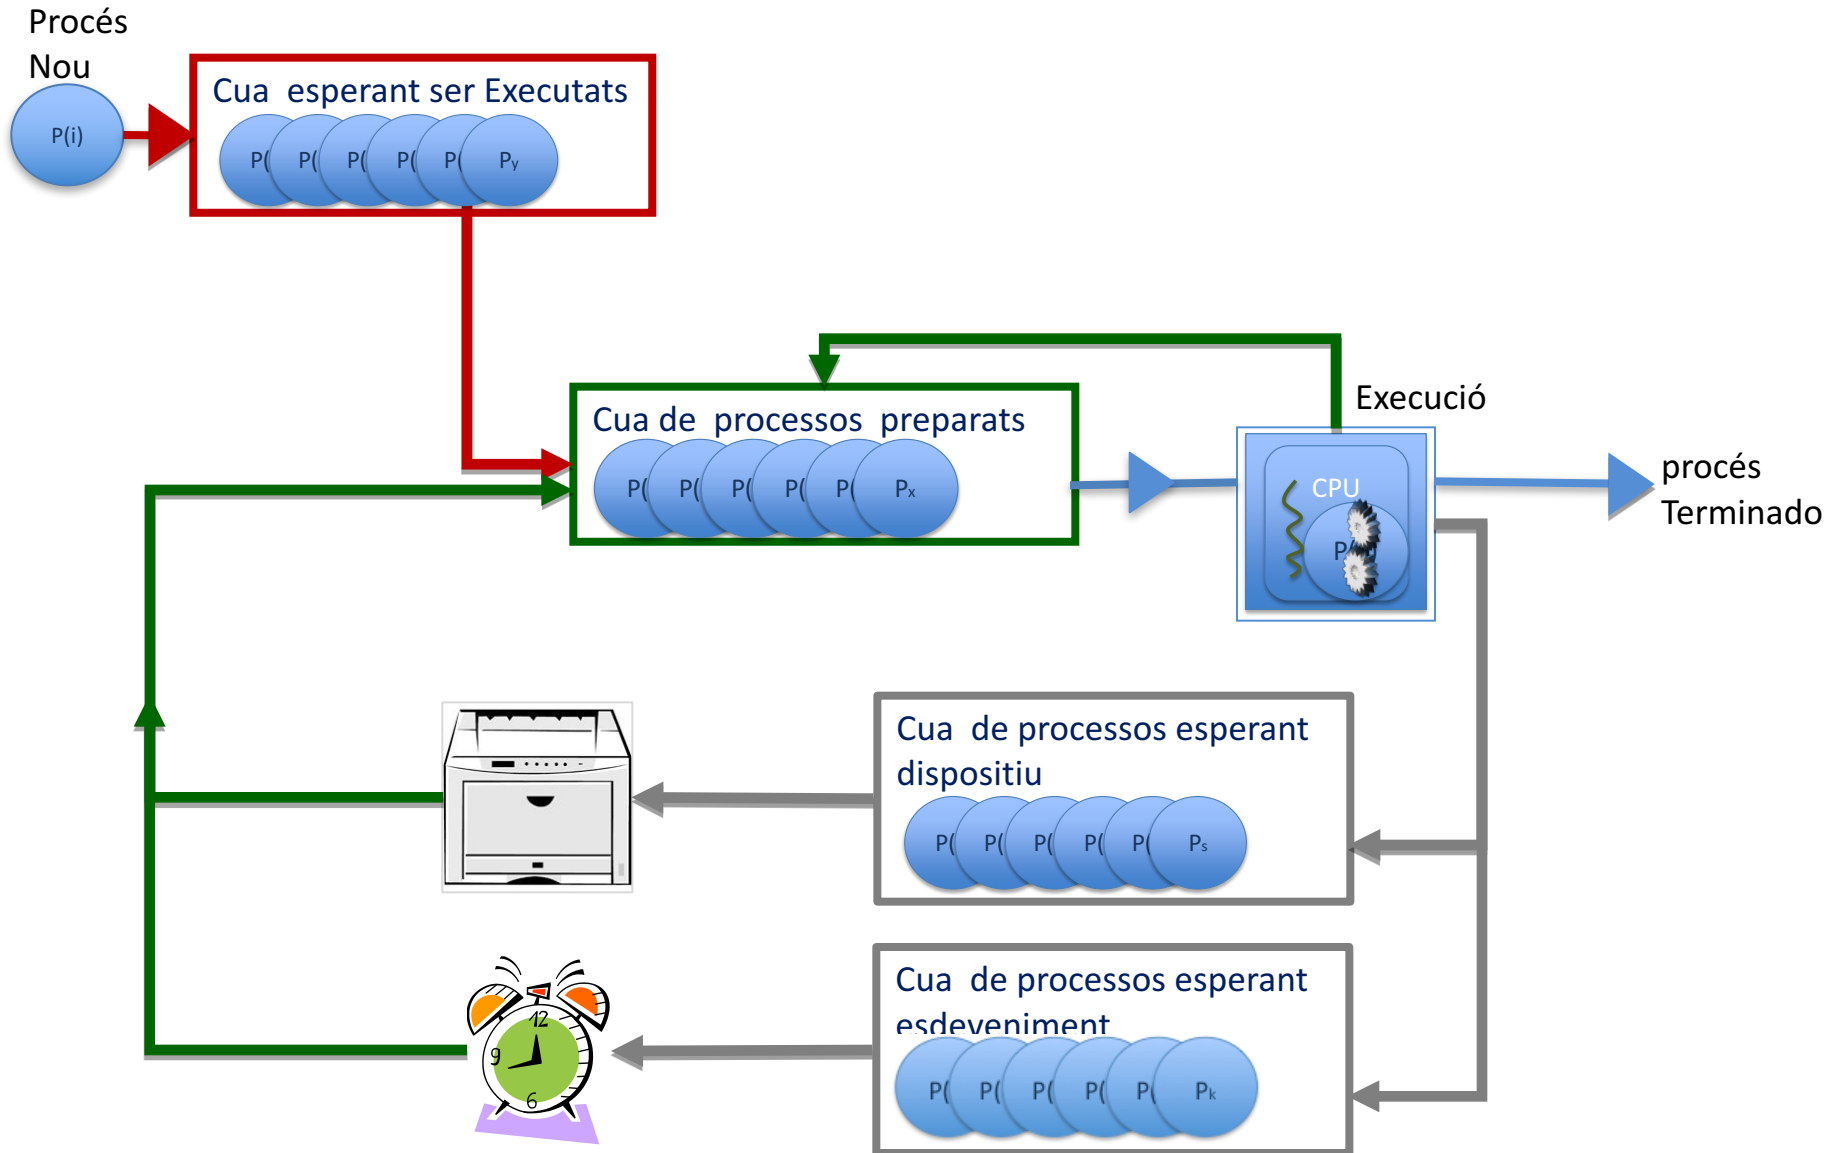 Procés
Nou
P(i)
Cua esperant ser Executats
P( P( P( P( P( Py
Cua de processos preparats
P( P( P( P( P( Px
Execució
CPU
P(
procés
Terminado
Cua de processos esperant
dispositiu
P( P( P( P( P( Ps
Cua de processos esperant
esdeveniment
P( P( P( P( P( Pk
12
9
6